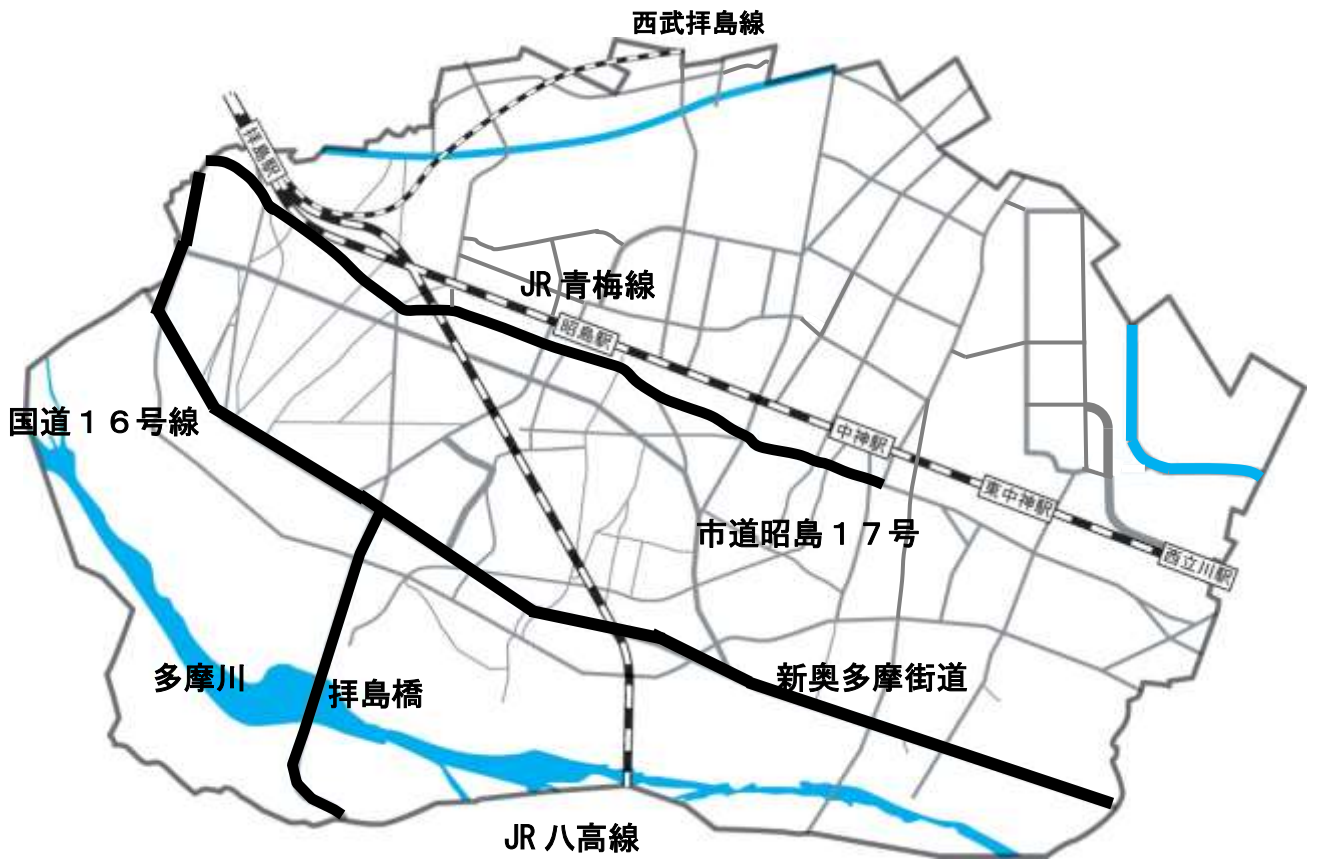 西武拝島線
拝島駅
JR 青梅線
昭島駅
国道１６号線
中神駅
東中神駅
市道昭島１７号
西立川駅
多摩川
拝島橋
新奥多摩街道
JR 八高線